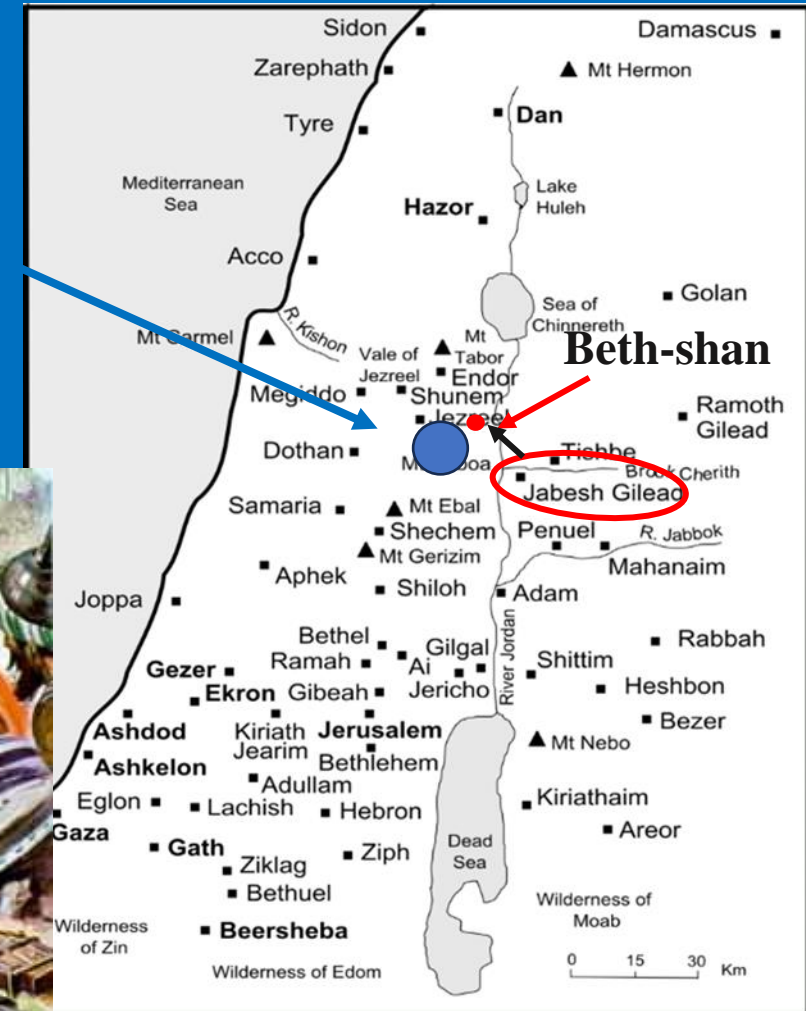 Sidon
Damascus
Zarephath
Mt Hermon
Dan
Tyre
Mediterranean
Sea
Lake
Huleh
Hazor
Acco
Golan
Sea of
Chinnereth
R. Kishon
Mt Carmel
Mt
Tabor
Vale of
Jezreel
Beth-shan
Endor
Megiddo
Shunem
Jezreel
Ramoth
Gilead
Dothan
Tishbe
Brook Cherith
Jabesh Gilead
Samaria
Mt Ebal
Shechem
Penuel
R. Jabbok
Mt Gerizim
Mahanaim
Aphek
Shiloh
Adam
Joppa
River Jordan
Bethel
Gilgal
Rabbah
Ramah
Ai
Shittim
Gezer
Jericho
Heshbon
Ekron
Gibeah
Ashdod
Kiriath
Jearim
Jerusalem
Bezer
Mt Nebo
Ashkelon
Bethlehem
Adullam
Eglon
Lachish
Hebron
Kiriathaim
Gaza
Areor
Dead
Sea
Gath
Ziph
Ziklag
Bethuel
Wilderness of
Moab
Wilderness
of Zin
Beersheba
Wilderness of Edom
0 15 30
Km